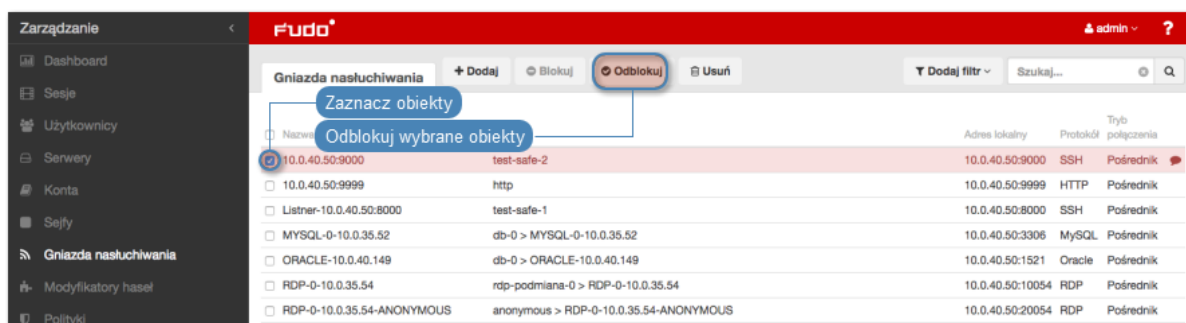 Zarządzanie
FUDO
admin
?
Dashboard
Sesje
Użytkownicy
Serwery
Konta
Sejfy
Gniazda nasłuchiwania
Modyfikatory haseł
Polityki
Gniazda nasłuchiwania
+ Dodaj
Blokuj
Odblokuj
Usuń
Dodaj filtr
Szukaj...
Zaznacz obiekty
Odblokuj wybrane obiekty
Adres lokalny Protokół Tryb połączenia
10.0.40.50:9000 test-safe-2 10.0.40.50:9000 SSH Pośrednik
10.0.40.50:9999 http 10.0.40.50:9999 HTTP Pośrednik
Listner-10.0.40.50:8000 test-safe-1 10.0.40.50:8000 SSH Pośrednik
MYSQL-0-10.0.35.52 db-0 > MYSQL-0-10.0.35.52 10.0.40.50:3306 MySQL Pośrednik
ORACLE-10.0.40.149 db-0 > ORACLE-10.0.40.149 10.0.40.50:1521 Oracle Pośrednik
RDP-0-10.0.35.54 rdp-podmiana-0 > RDP-0-10.0.35.54 10.0.40.50:10054 RDP Pośrednik
RDP-0-10.0.35.54-ANONYMOUS anonymous > RDP-0-10.0.35.54-ANONYMOUS 10.0.40.50:20054 RDP Pośrednik